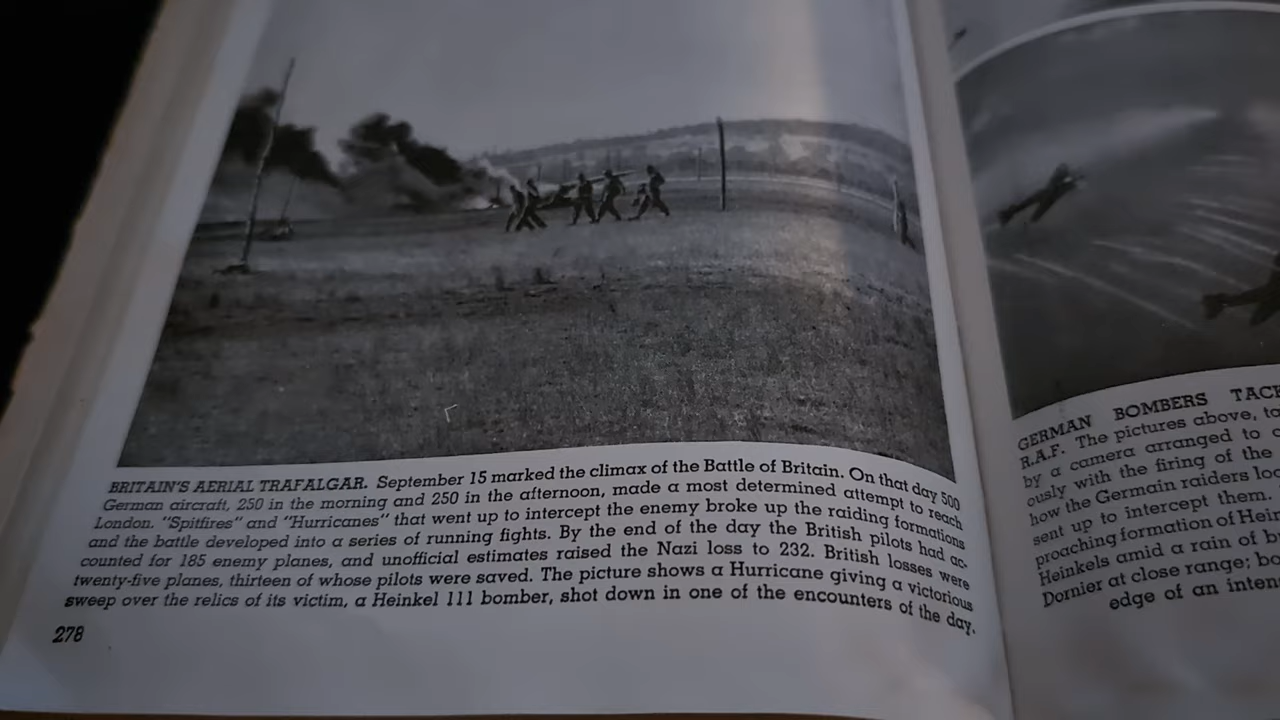 BRITAIN'S AERIAL TRAFALGAR. September 15 marked the climax of the Battle of Britain. On that day 500
German aircraft, 250 in the morning and 250 in the afternoon, made a most determined attempt to reach
London. "Spitfires" and "Hurricanes" that went up to intercept the enemy broke up the raiding formations
and the battle developed into a series of running fights. By the end of the day the British pilots had ac-
counted for 185 enemy planes, and unofficial estimates raised the Nazi loss to 232. British losses were
twenty-five planes, thirteen of whose pilots were saved. The picture shows a Hurricane giving a victorious
sweep over the relics of its victim, a Heinkel 111 bomber, shot down in one of the encounters of the day.
278
GERMAN BOMBERS
R.A.F. The pictures above,
by a camera arranged to
ously with the firing of the
how the Germain raiders
sent up to intercept them.
proaching formation of
Heinkels amid a rain of
Dornier at close range;
edge of an